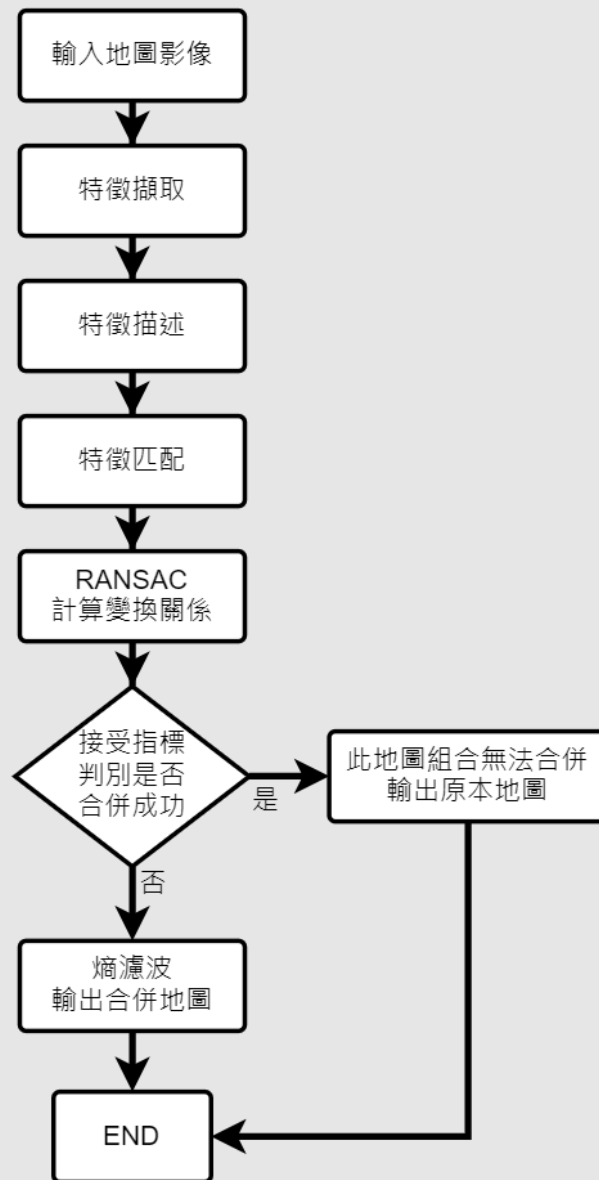 輸入地圖影像
特徵擷取
特徵描述
特徵匹配
RANSAC
計算變換關係
接受指標
判別是否
合併成功
是
此地圖組合無法合併
輸出原本地圖
否
熵濾波
輸出合併地圖
END